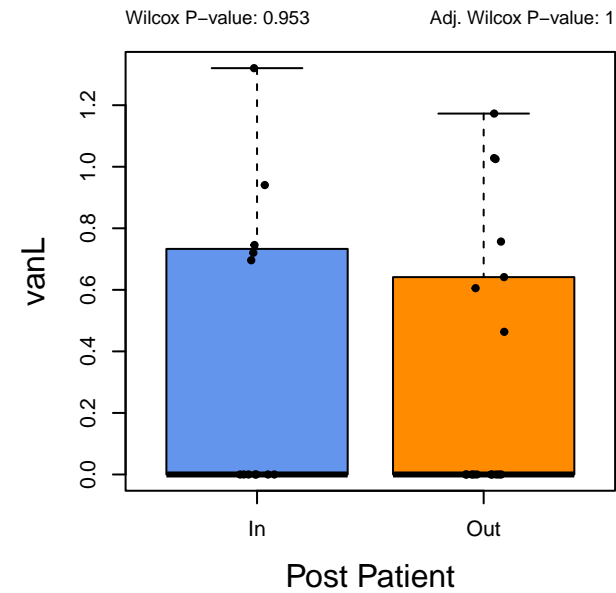 Wilcox P−value: 0.953 Adj. Wilcox P−value: 1
vanL
1.2
1.0
0.8
0.6
0.4
0.2
0.0
In Out
Post Patient